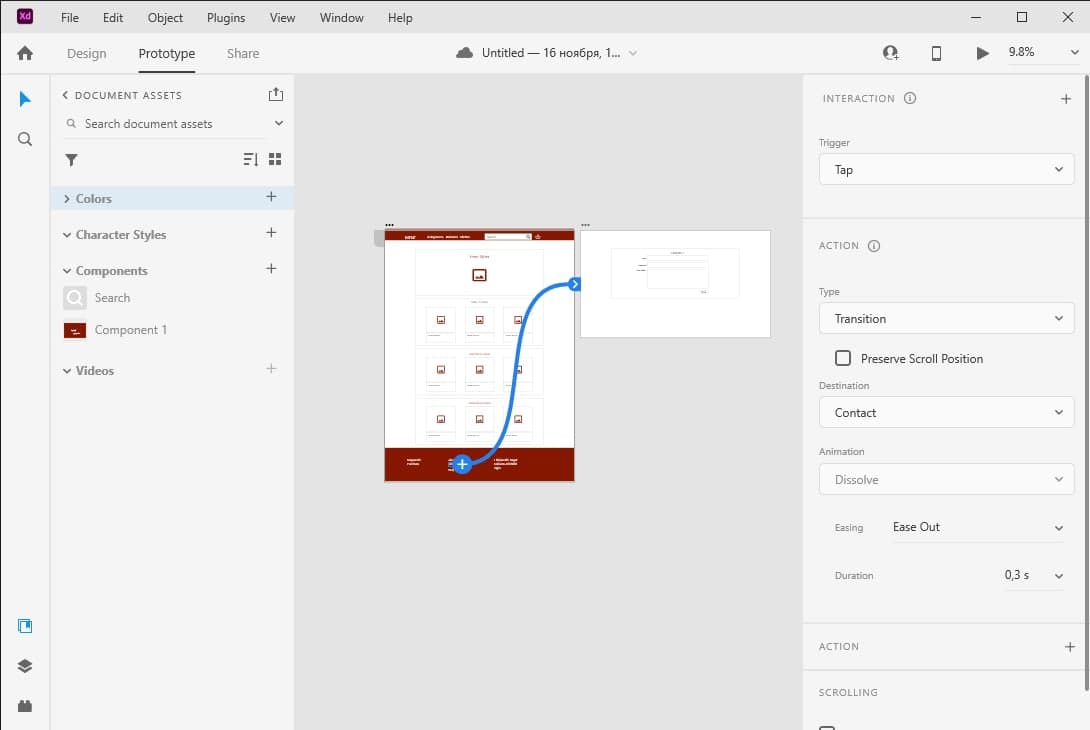 Xd File Edit Object Plugins View Window Help
Design Prototype Share Untitled — 16 ноября, 1... 9.8%
DOCUMENT ASSETS
Search document assets
Colors
Character Styles
Components
Search
Component 1
Videos
INTERACTION
Trigger
Tap
ACTION
Type
Transition
Preserve Scroll Position
Destination
Contact
Animation
Dissolve
Easing Ease Out
Duration 0,3 s
ACTION
SCROLLING